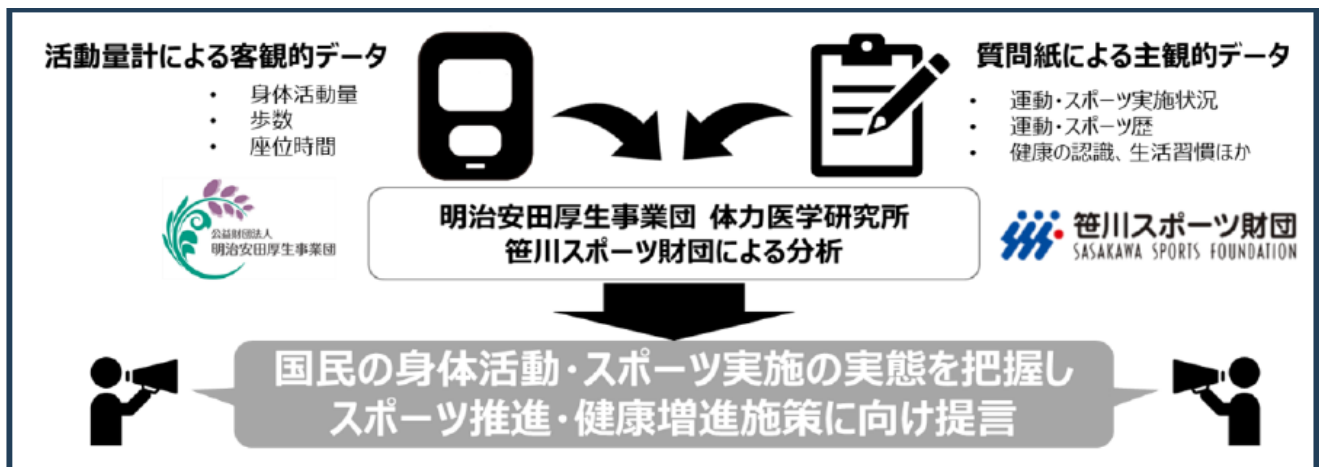 活動量計による客観的データ
• 身体活動量
• 歩数
• 座位時間
質問紙による主観的データ
• 運動・スポーツ実施状況
• 運動・スポーツ歴
• 健康の認識、生活習慣ほか
公益財団法人
明治安田厚生事業団
明治安田厚生事業団 体力医学研究所
笹川スポーツ財団による分析
笹川スポーツ財団
SASAKAWA SPORTS FOUNDATION
国民の身体活動・スポーツ実施の実態を把握し
スポーツ推進・健康増進施策に向け提言